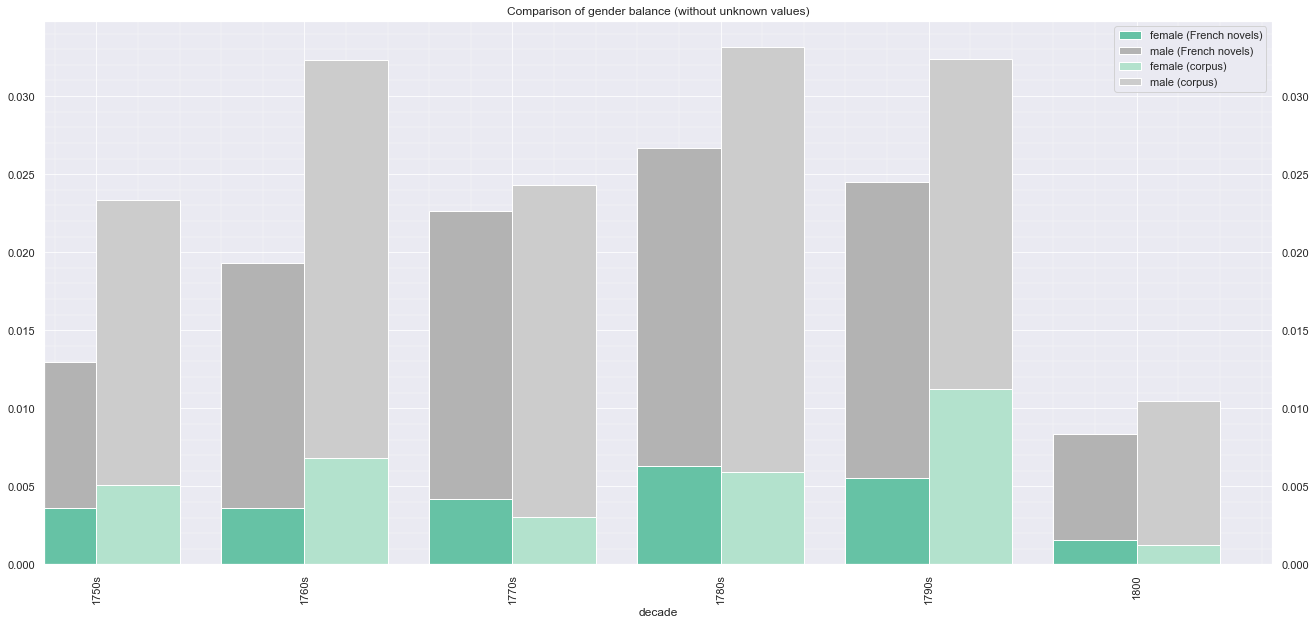 Comparison of gender balance (without unknown values)
female (French novels)
male (French novels)
female (corpus)
male (corpus)
0.030 0.030
0.025 0.025
0.020 0.020
0.015 0.015
0.010 0.010
0.005 0.005
0.000 0.000
1750s 1760s 1770s 1780s 1790s 1800
decade